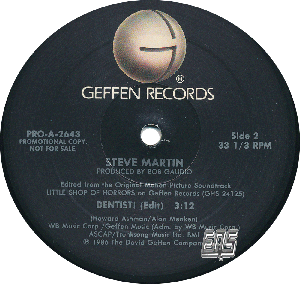 GEFFEN RECORDS
PRO-A-2643
PROMOTIONAL COPY.
NOT FOR SALE
Side 2
33 1/3 RPM
STEVE MARTIN
PRODUCED BY BOB GAUDIO
Edited from the Original Motion Picture Soundtrack
LITTLE SHOP OF HORRORS on Geffen Records (GHS 24125)
DENTIST! (Edit) 3:12
(Howard Ashman/Alan Menken)
WB Music Corp./Geffen Music (Adm. by WB Music Corp.)
ASCAP/Trunksong Music Inc. BMI
© 1986 The David Geffen Company